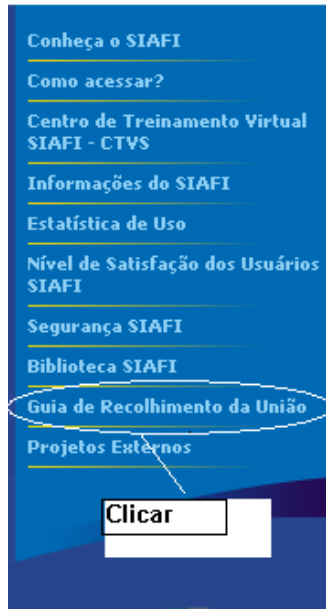 Conheça o SIAFI
Como acessar?
Centro de Treinamento Virtual
SIAFI - CTVS
Informações do SIAFI
Estatística de Uso
Nível de Satisfação dos Usuários
SIAFI
Segurança SIAFI
Biblioteca SIAFI
Guia de Recolhimento da União
Projetos Externos
Clicar